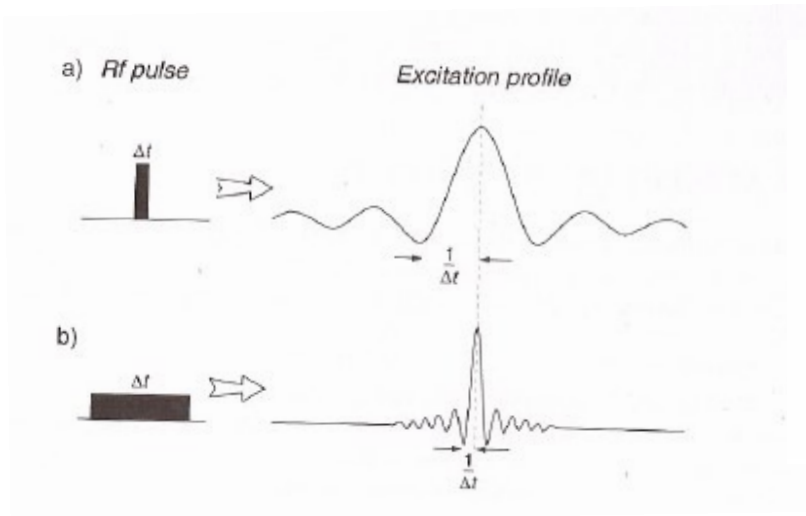 a) Rf pulse
Excitation profile
Δt
1
Δt
b)
Δt
1
Δt